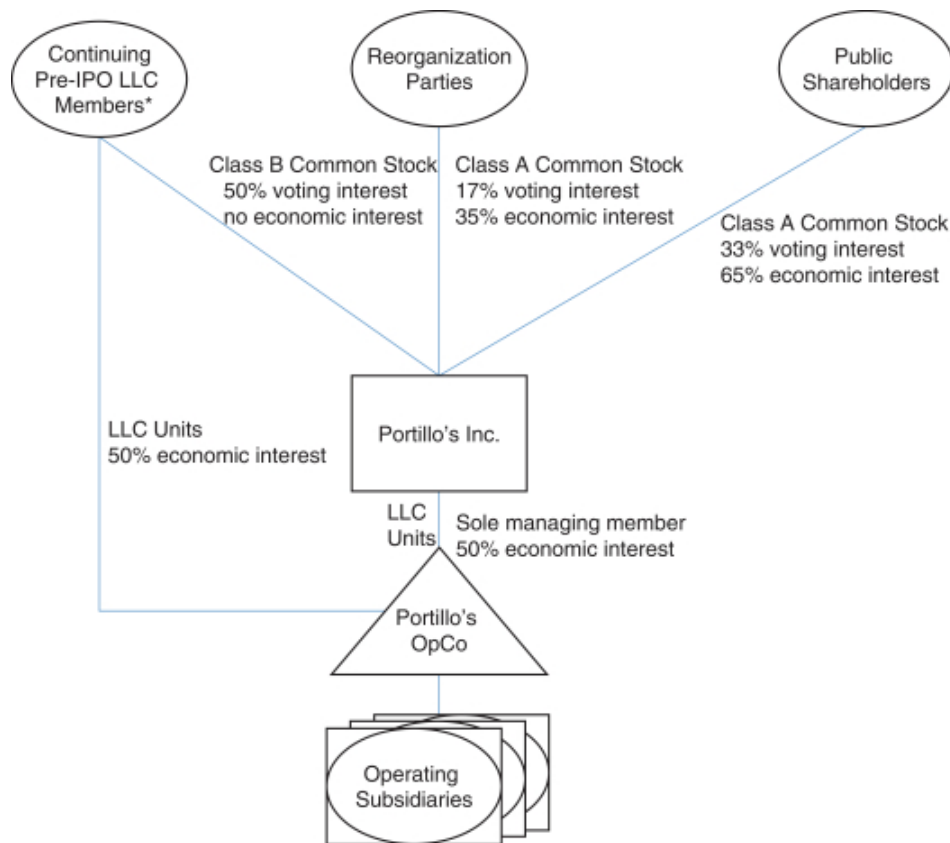 Continuing
Pre-IPO LLC
Members*
Reorganization
Parties
Public
Shareholders
Class B Common Stock
50% voting interest
no economic interest
Class A Common Stock
17% voting interest
35% economic interest
Class A Common Stock
33% voting interest
65% economic interest
Portillo's Inc.
LLC Units
50% economic interest
LLC
Units
Sole managing member
50% economic interest
Portillo's
OpCo
Operating
Subsidiaries